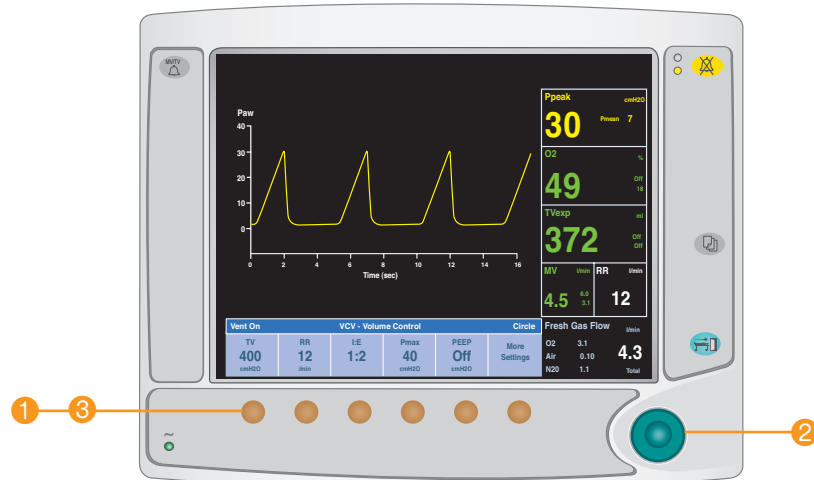 MV/TV
Ppeak cmH2O
30 Pmean 7
Paw
40
30
20
10
0
0 2 4 6 8 10 12 14 16
Time (sec)
O2 %
49 Off
18
TVexp ml
372 Off
Off
MV l/min RR l/min
4.5 6.0
3.1
12
Vent On VCV - Volume Control Circle
TV RR I:E Pmax PEEP More
400 12 1:2 40 Off Settings
cmH2O /min cmH2O cmH2O
Fresh Gas Flow l/min
O2 3.1
Air 0.10 4.3
N20 1.1 Total
1 3
2
~